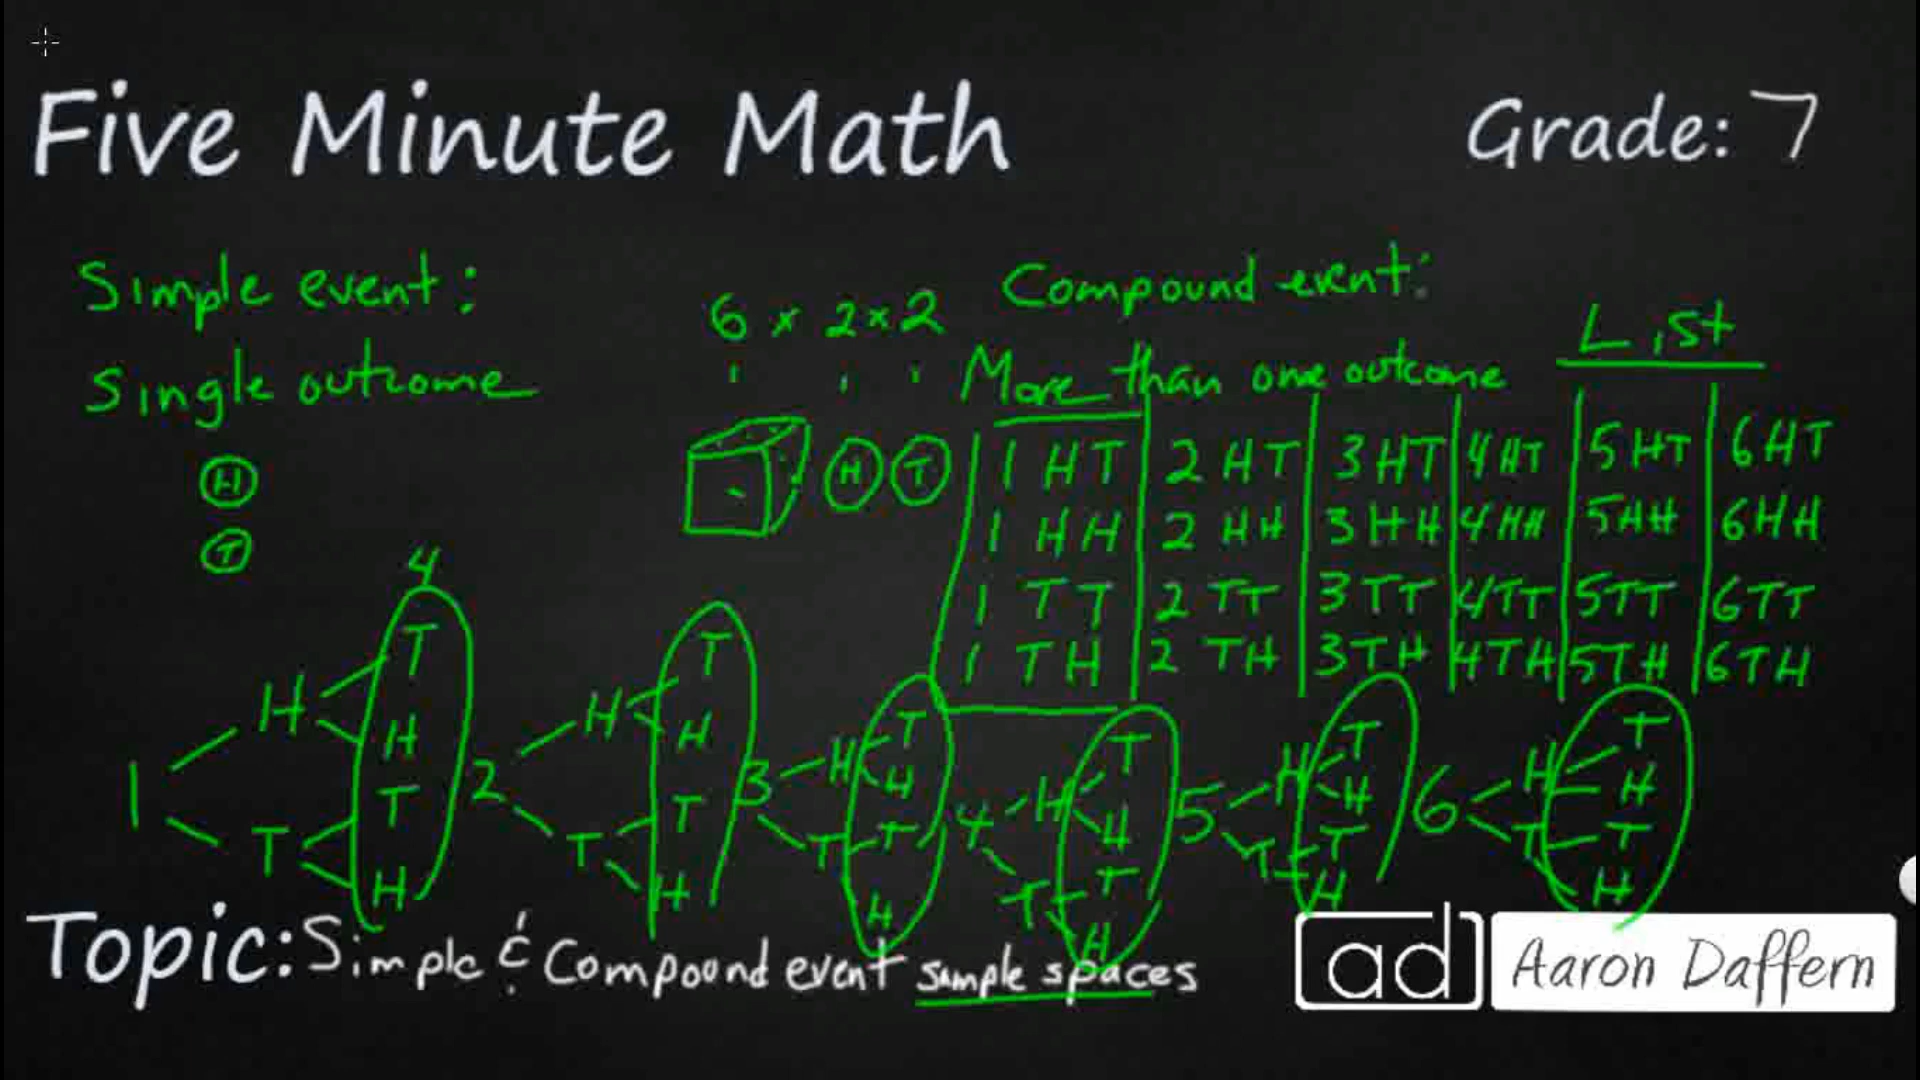 Five Minute Math
Grade: 7
Simple event:
Single outcome
H
T
6 x 2 x 2
H T
Compound event:
More than one outcome
List
1 HT 2 HT 3 HT 4 HT 5 HT 6 HT
1 HH 2 HH 3 HH 4 HH 5 HH 6 HH
1 TT 2 TT 3 TT 4 TT 5 TT 6 TT
1 TH 2 TH 3 TH 4 TH 5 TH 6 TH
4
1 H T H T T H
2 H T H T T H
3 H T H T T H
4 H T H T T H
5 H T H T T H
6 H T H T T H
Topic: Simple & Compound event sample spaces
ad Aaron Daffern